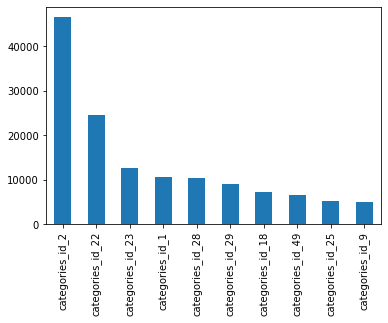 40000
30000
20000
10000
0
categories_id_2
categories_id_22
categories_id_23
categories_id_1
categories_id_28
categories_id_29
categories_id_18
categories_id_49
categories_id_25
categories_id_9